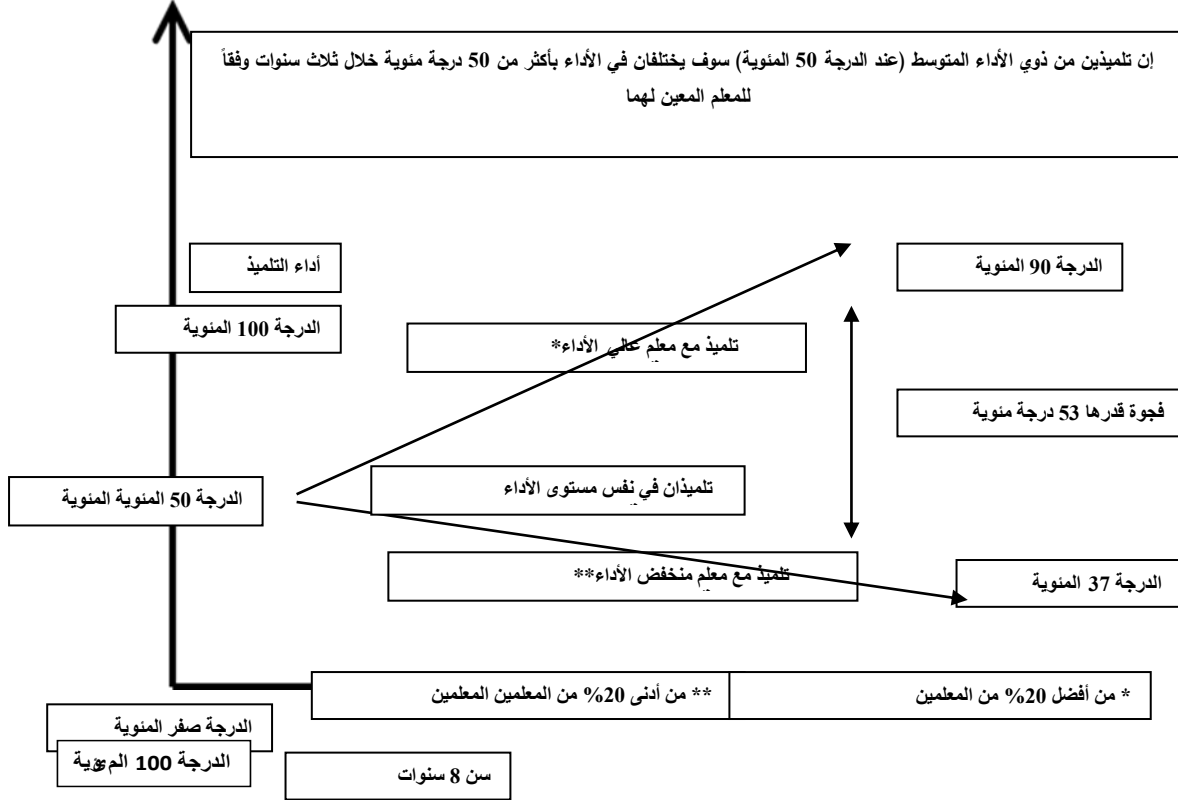 إن تلميذين من ذوي الأداء المتوسط (عند الدرجة 50 المئوية) سوف يختلفان في الأداء بأكثر من 50 درجة مئوية خلال ثلاث سنوات وفقاً
للمعلم المعين لهما
أداء التلميذ
الدرجة 90 المئوية
الدرجة 100 المئوية
تلميذ مع معلم عالي الأداء*
فجوة قدرها 53 درجة مئوية
تلميذان في نفس مستوى الأداء
الدرجة 50 المئوية المئوية
تلميذ مع معلم منخفض الأداء**
الدرجة 37 المئوية
* من أفضل 20% من المعلمين
** من أدنى 20% من المعلمين المعلمين
الدرجة صفر المئوية
الدرجة 100
سن 8 سنوات